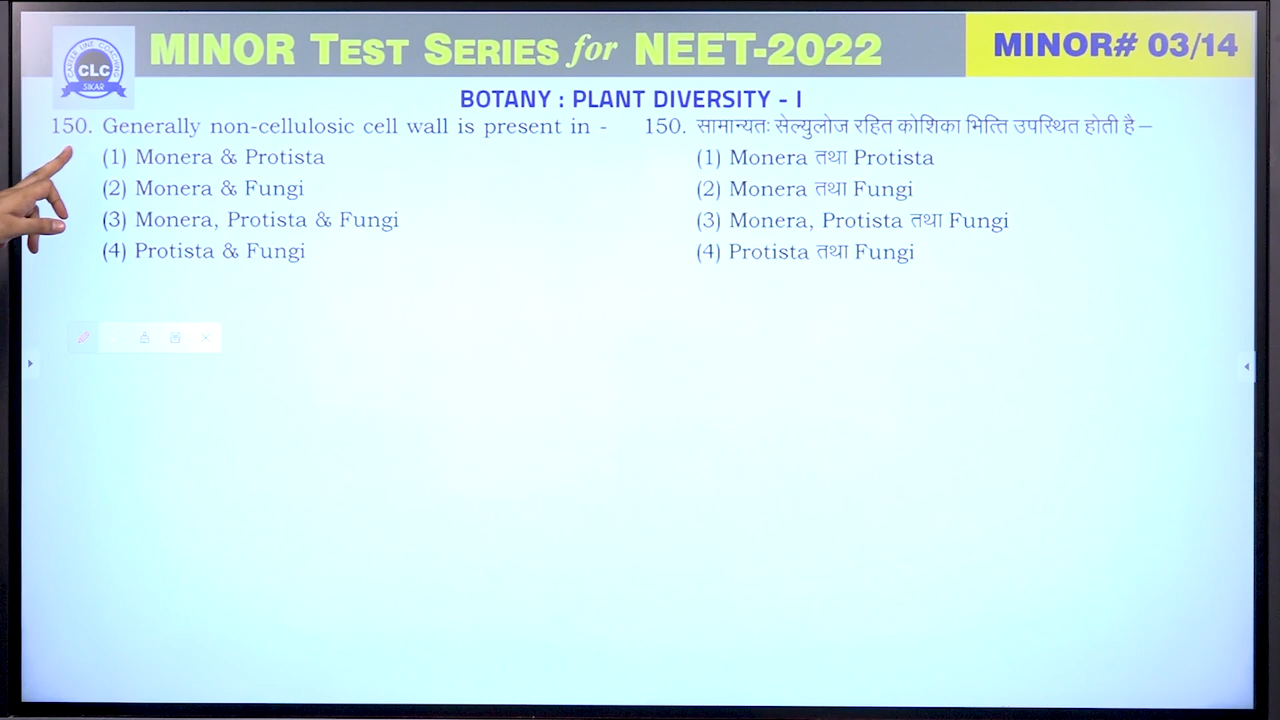 CAREER LINE COACHING
CLC
SIKAR
MINOR TEST SERIES for NEET-2022
MINOR# 03/14
BOTANY : PLANT DIVERSITY - I
150. Generally non-cellulosic cell wall is present in -
(1) Monera & Protista
(2) Monera & Fungi
(3) Monera, Protista & Fungi
(4) Protista & Fungi
150. सामान्यतः सेल्युलोज रहित कोशिका भित्ति उपस्थित होती है –
(1) Monera तथा Protista
(2) Monera तथा Fungi
(3) Monera, Protista तथा Fungi
(4) Protista तथा Fungi